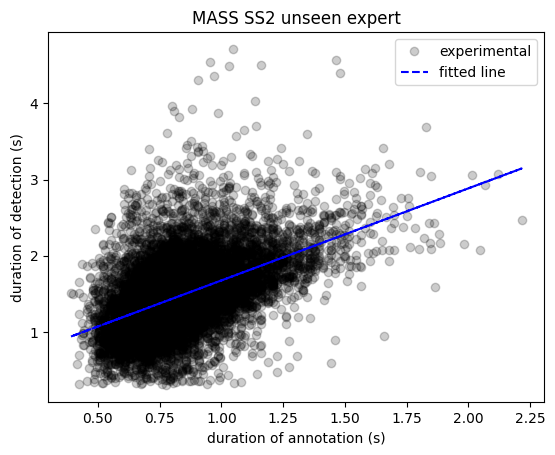 MASS SS2 unseen expert
experimental
fitted line
duration of detection (s)
4
3
2
1
0.50 0.75 1.00 1.25 1.50 1.75 2.00 2.25
duration of annotation (s)